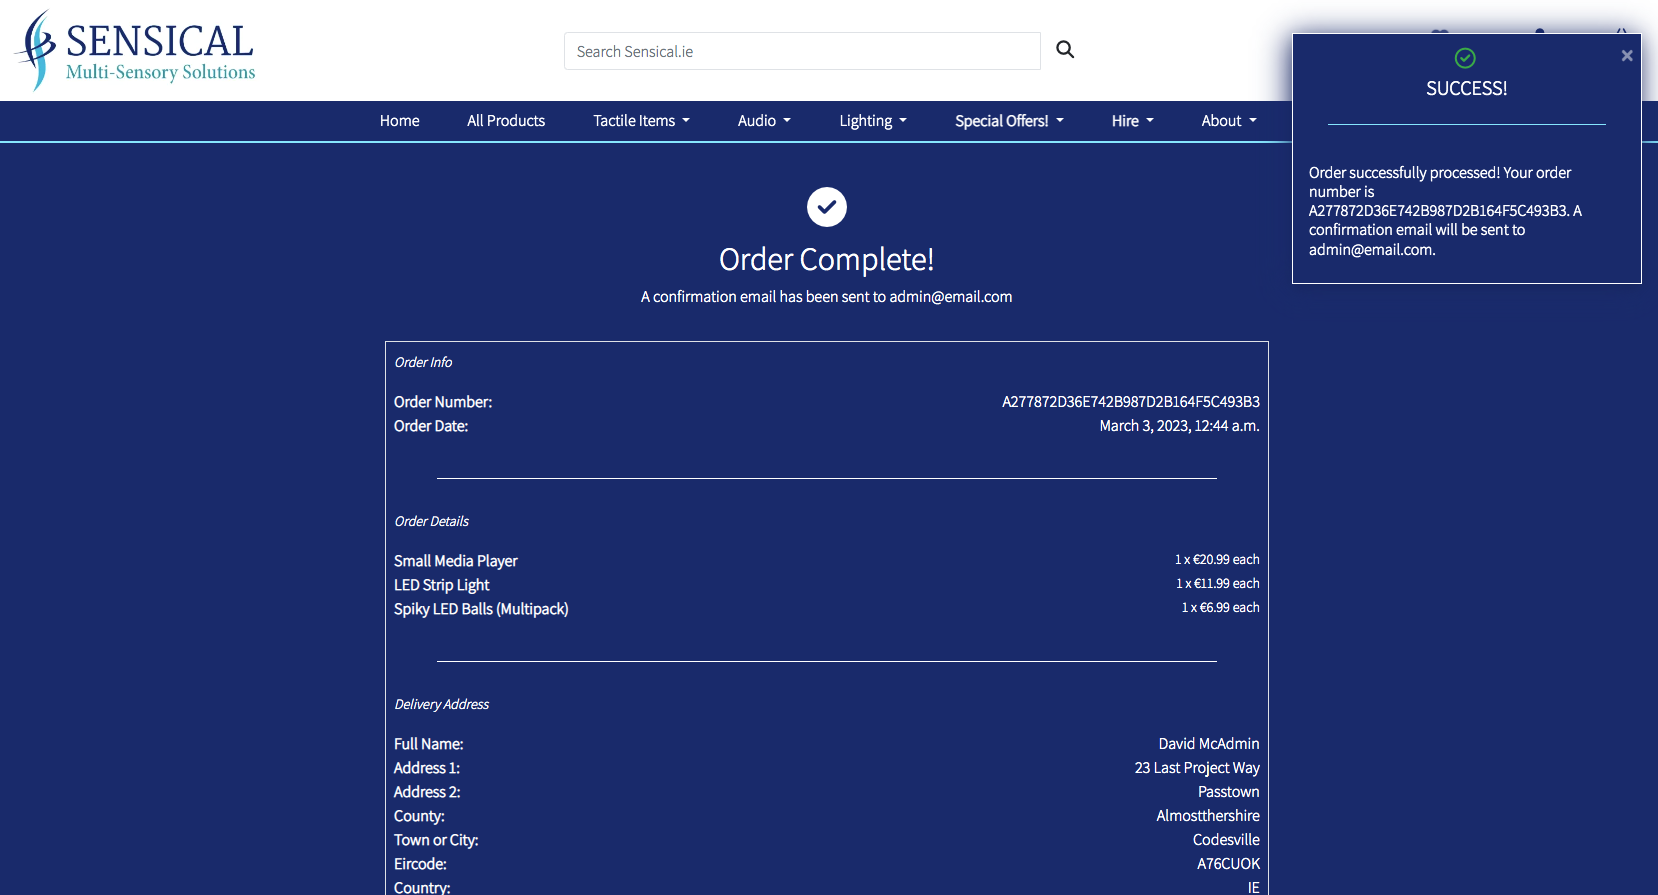 SENSICAL
Multi-Sensory Solutions
Search Sensical.ie
Home All Products Tactile Items Audio Lighting Special Offers! Hire About
SUCCESS!
Order successfully processed! Your order
number is
A277872D36E742B987D2B164F5C493B3. A
confirmation email will be sent to
admin@email.com.
Order Complete!
A confirmation email has been sent to admin@email.com
Order Info
Order Number: A277872D36E742B987D2B164F5C493B3
Order Date: March 3, 2023, 12:44 a.m.
Order Details
Small Media Player 1 x €20.99 each
LED Strip Light 1 x €11.99 each
Spiky LED Balls (Multipack) 1 x €6.99 each
Delivery Address
Full Name: David McAdmin
Address 1: 23 Last Project Way
Address 2: Passtown
County: Almostthershire
Town or City: Codesville
Eircode: A76CUOK
Country: IE